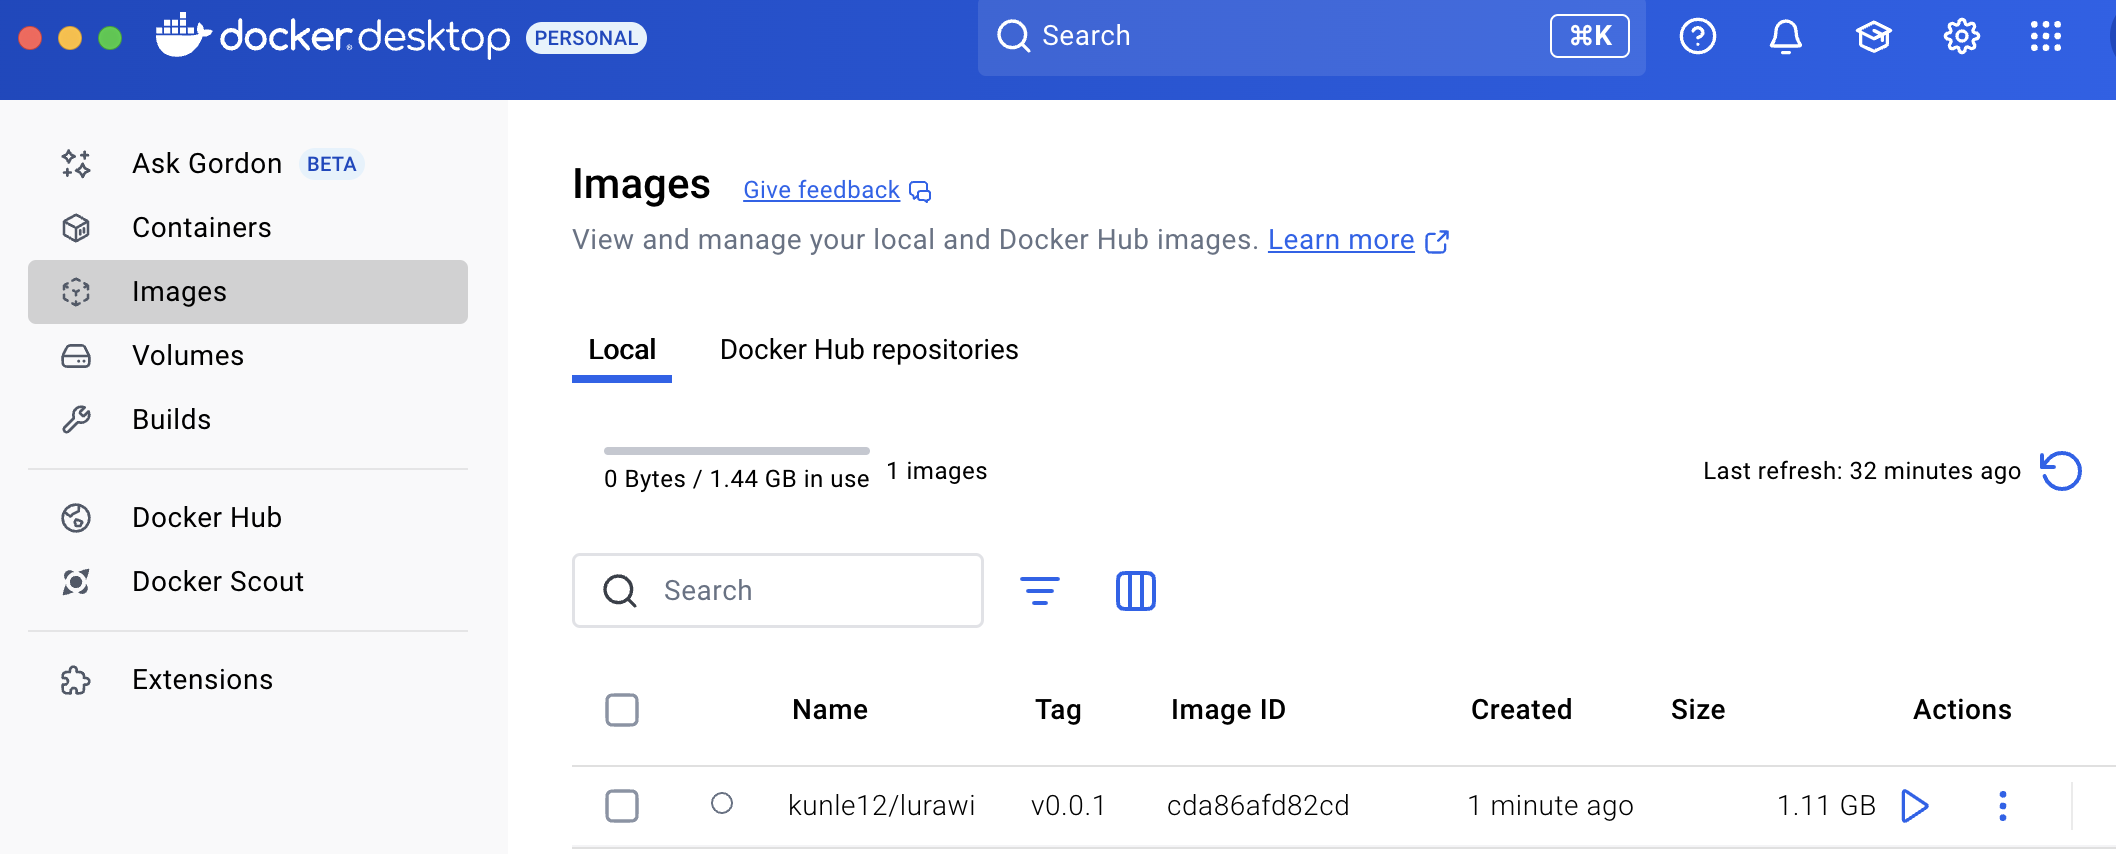 docker desktop PERSONAL
Search ⌘K
Ask Gordon BETA
Containers
Images
Volumes
Builds
Docker Hub
Docker Scout
Extensions
Images Give feedback
View and manage your local and Docker Hub images. Learn more
Local Docker Hub repositories
0 Bytes / 1.44 GB in use 1 images
Last refresh: 32 minutes ago
Search
Name Tag Image ID Created Size Actions
kunle12/lurawi v0.0.1 cda86afd82cd 1 minute ago 1.11 GB